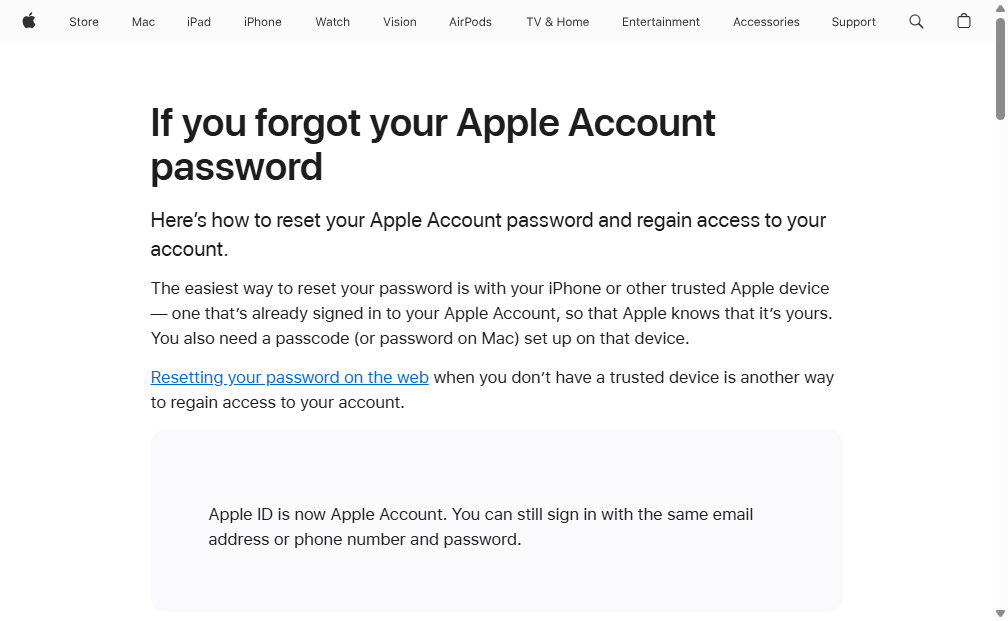 Store Mac iPad iPhone Watch Vision AirPods TV & Home Entertainment Accessories Support
If you forgot your Apple Account
password
Here’s how to reset your Apple Account password and regain access to your
account.
The easiest way to reset your password is with your iPhone or other trusted Apple device
— one that’s already signed in to your Apple Account, so that Apple knows that it’s yours.
You also need a passcode (or password on Mac) set up on that device.
Resetting your password on the web when you don’t have a trusted device is another way
to regain access to your account.
Apple ID is now Apple Account. You can still sign in with the same email
address or phone number and password.